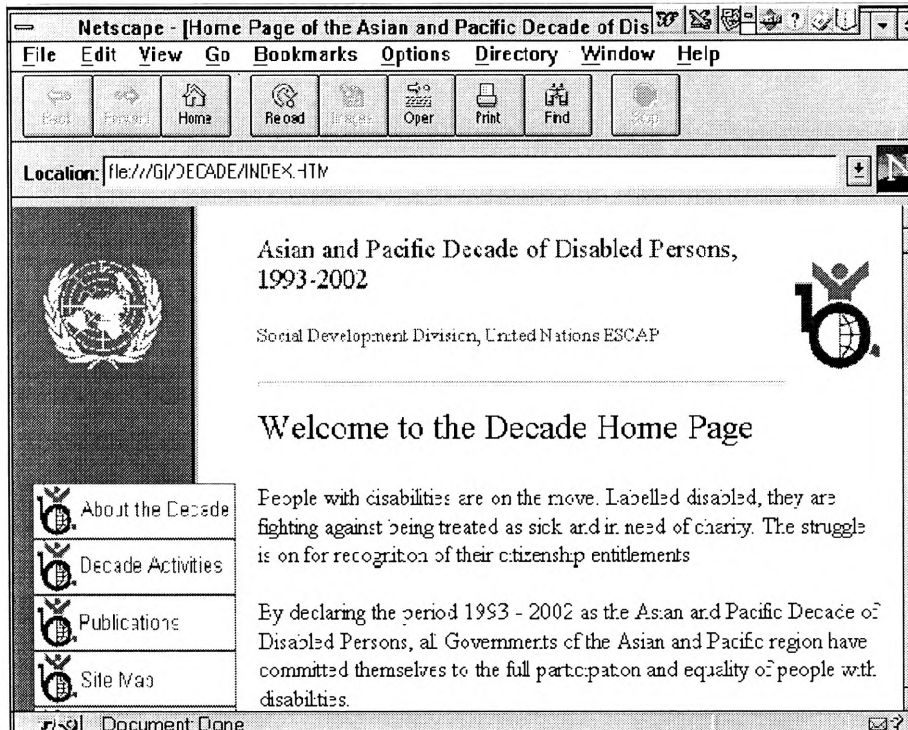 Netscape - [Home Page of the Asian and Pacific Decade of Dis
File Edit View Go Bookmarks Options Directory Window Help
Back Forward Home Reload Images Open Print Find Stop
Location: file:///G|/DECADE/INDEX.HTM
N
Asian and Pacific Decade of Disabled Persons,
1993-2002
Social Development Division, United Nations ESCAP
Welcome to the Decade Home Page
About the Decade
Decade Activities
Publications
Site Map
People with disabilities are on the move. Labelled disabled, they are
fighting against being treated as sick and in need of charity. The struggle
is on for recognition of their citizenship entitlements
By declaring the period 1993 - 2002 as the Asian and Pacific Decade of
Disabled Persons, all Governments of the Asian and Pacific region have
committed themselves to the full participation and equality of people with
disabilities.
Document: Done